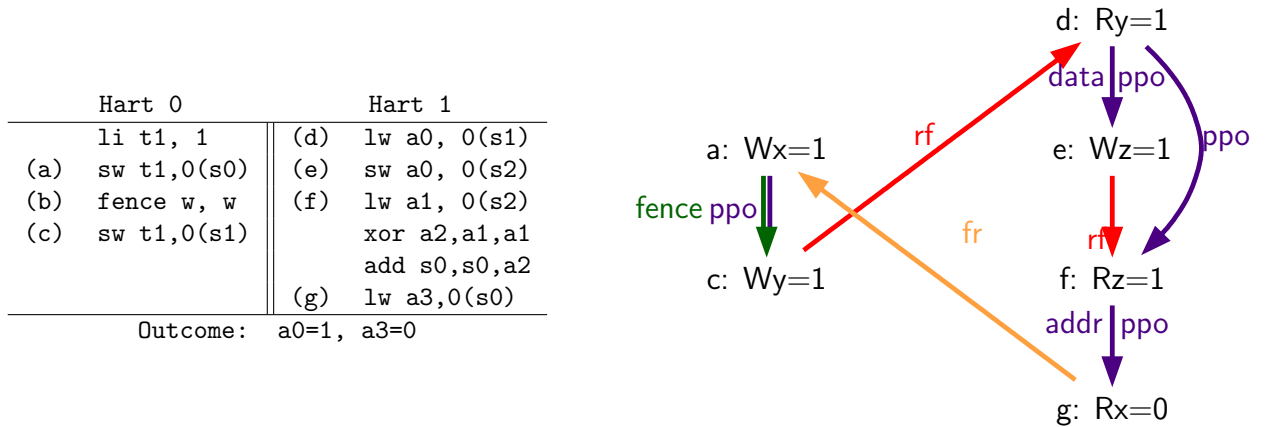 Hart 0 Hart 1
li t1, 1 (d) lw a0, 0(s1)
(a) sw t1,0(s0) (e) sw a0, 0(s2)
(b) fence w, w (f) lw a1, 0(s2)
(c) sw t1,0(s1) xor a2,a1,a1
add s0,s0,a2
(g) lw a3,0(s0)
Outcome: a0=1, a3=0
d: Ry=1
data ppo
rf
ppo
a: Wx=1
e: Wz=1
fence ppo
fr
rf
c: Wy=1
f: Rz=1
addr ppo
g: Rx=0